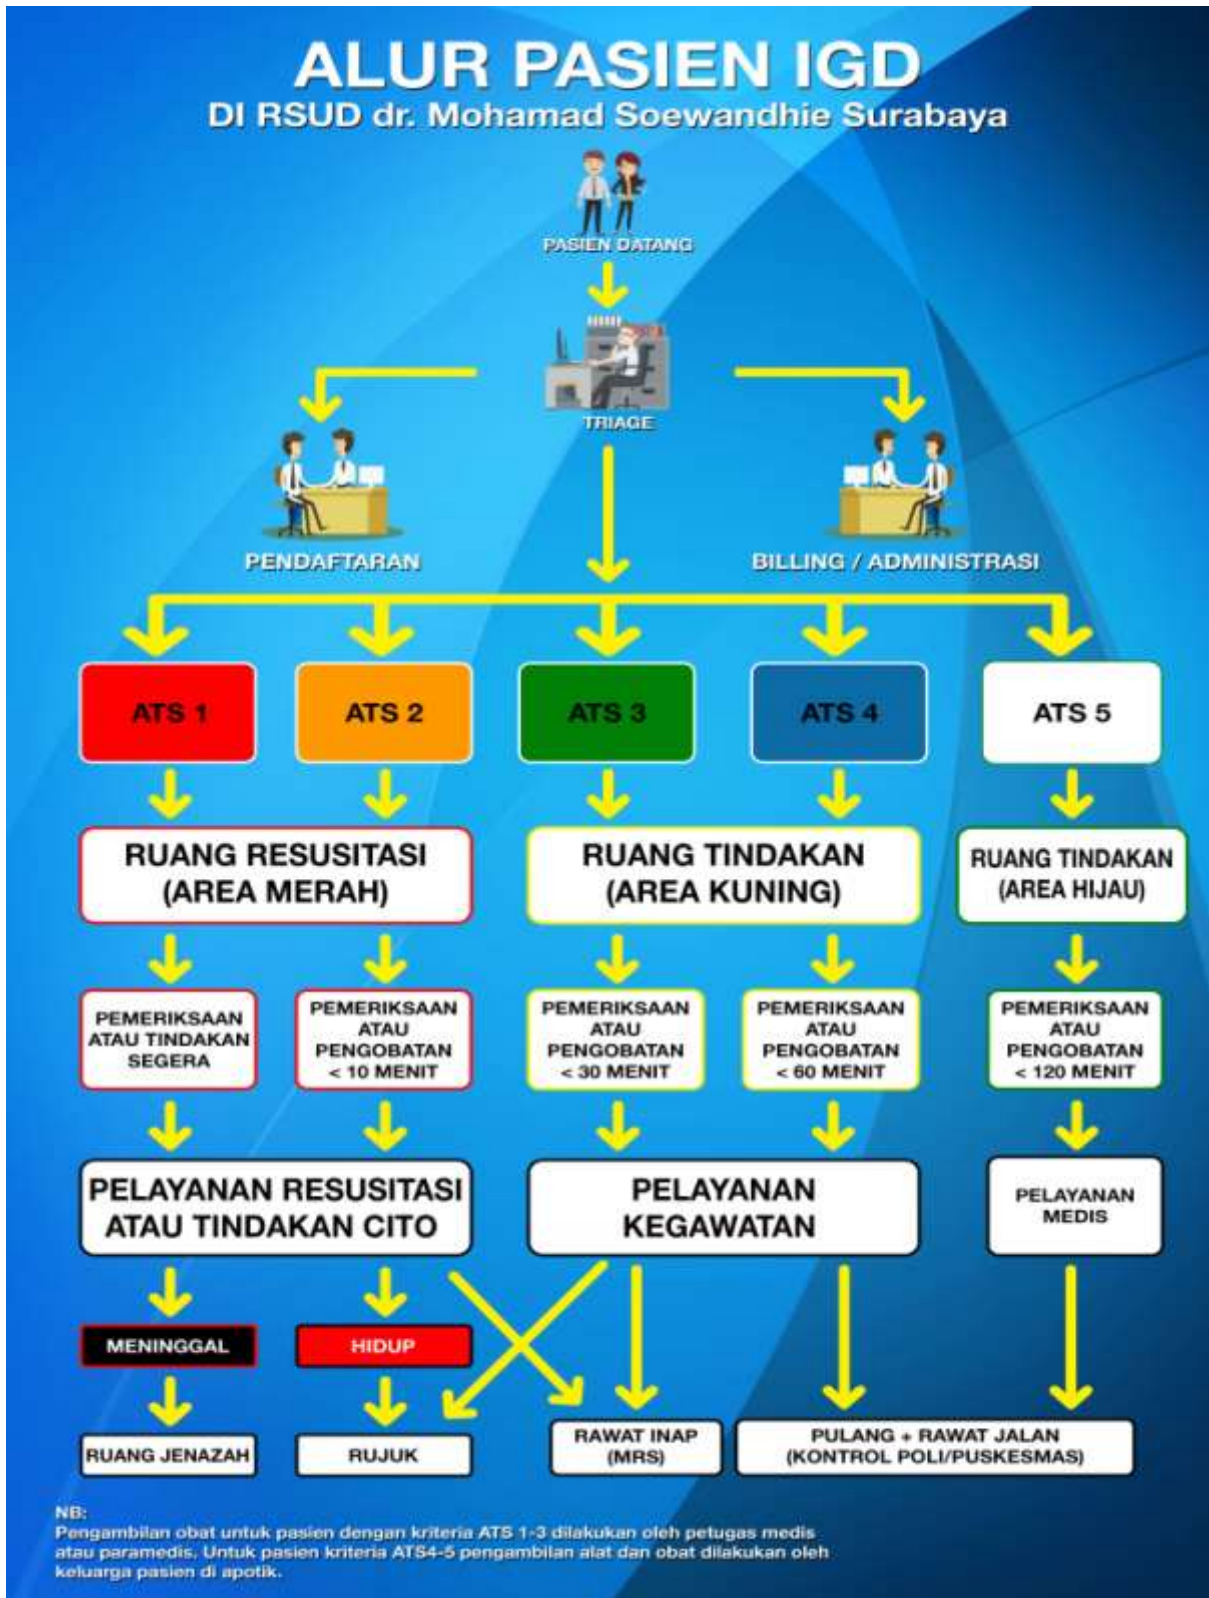 ALUR PASIEN IGD
DI RSUD dr. Mohamad Soewandhie Surabaya
PASIEN DATANG
TRIAGE
PENDAFTARAN
BILLING / ADMINISTRASI
ATS 1
ATS 2
ATS 3
ATS 4
ATS 5
RUANG RESUSITASI
(AREA MERAH)
RUANG TINDAKAN
(AREA KUNING)
RUANG TINDAKAN
(AREA HIJAU)
PEMERIKSAAN
ATAU TINDAKAN
SEGERA
PEMERIKSAAN
ATAU
PENGOBATAN
< 10 MENIT
PEMERIKSAAN
ATAU
PENGOBATAN
< 30 MENIT
PEMERIKSAAN
ATAU
PENGOBATAN
< 60 MENIT
PEMERIKSAAN
ATAU
PENGOBATAN
< 120 MENIT
PELAYANAN RESUSITASI
ATAU TINDAKAN CITO
PELAYANAN
KEGAWATAN
PELAYANAN
MEDIS
MENINGGAL
HIDUP
RUANG JENAZAH
RUJUK
RAWAT INAP
(MRS)
PULANG + RAWAT JALAN
(KONTROL POLI/PUSKESMAS)
NB:
Pengambilan obat untuk pasien dengan kriteria ATS 1-3 dilakukan oleh petugas medis
atau paramedis. Untuk pasien kriteria ATS4-5 pengambilan alat dan obat dilakukan oleh
keluarga pasien di apotik.